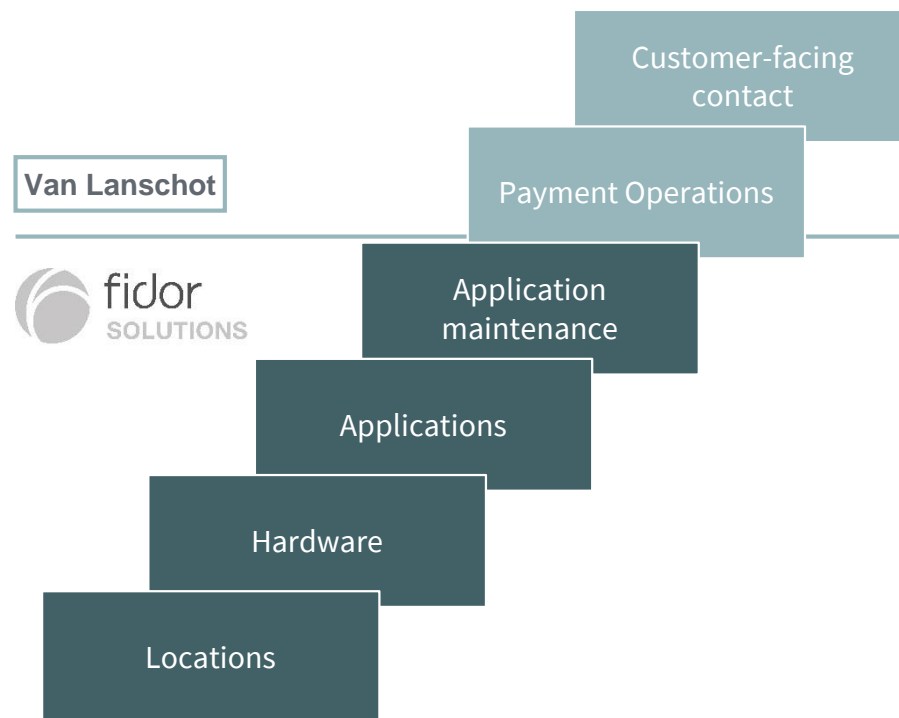 Customer-facing
contact
Van Lanschot
Payment Operations
fidor
SOLUTIONS
Application
maintenance
Applications
Hardware
Locations